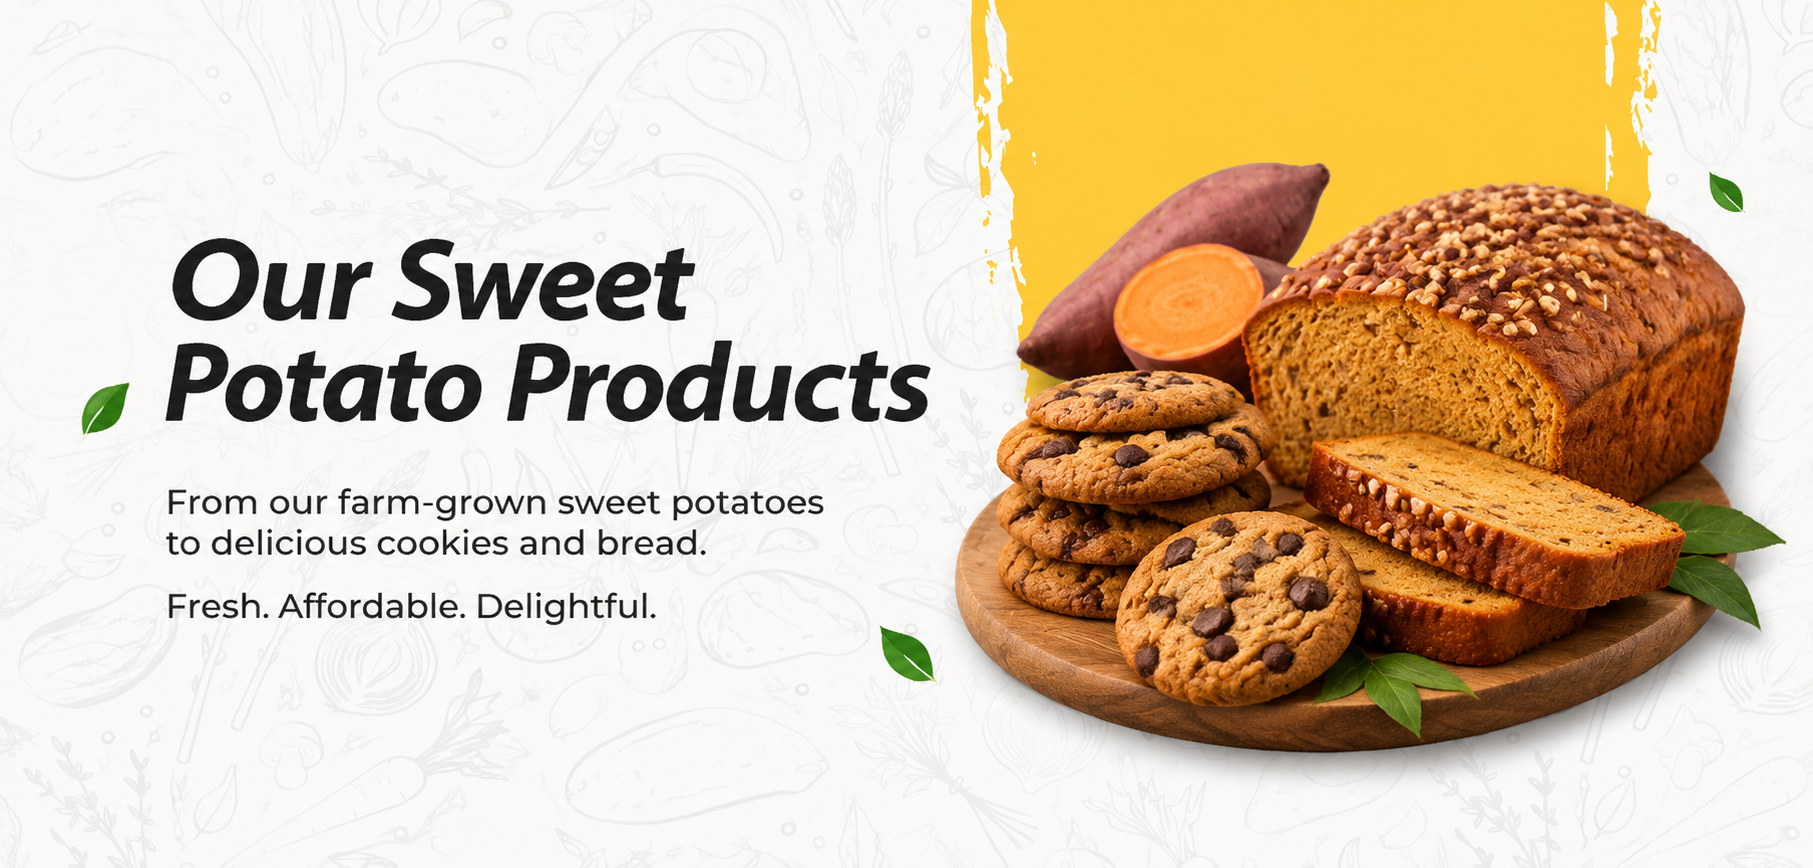 Our Sweet
Potato Products
From our farm-grown sweet potatoes
to delicious cookies and bread.
Fresh. Affordable. Delightful.